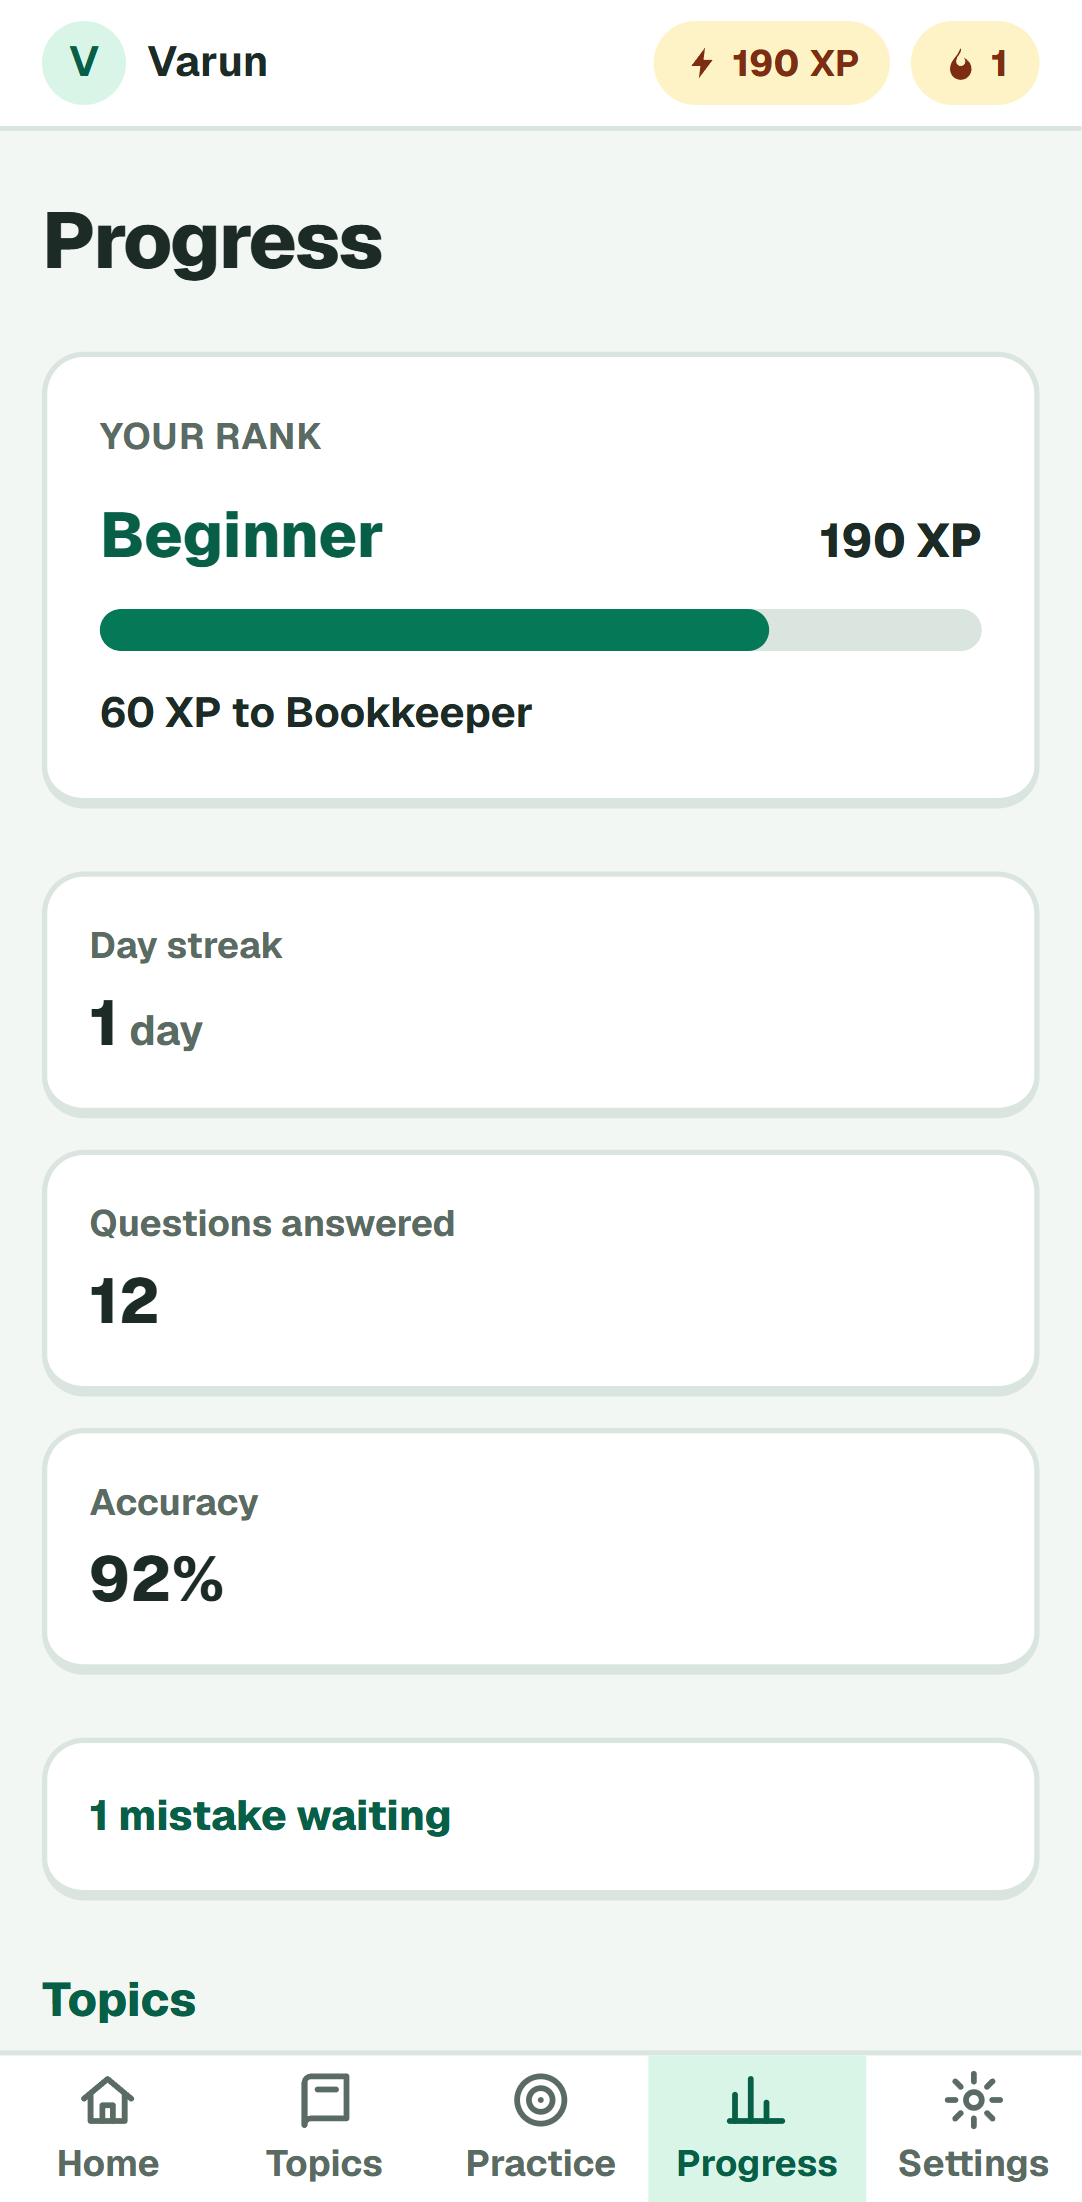 V Varun 190 XP 1
Progress
YOUR RANK
Beginner 190 XP
60 XP to Bookkeeper
Day streak
1 day
Questions answered
12
Accuracy
92%
1 mistake waiting
Topics
Home Topics Practice Progress Settings